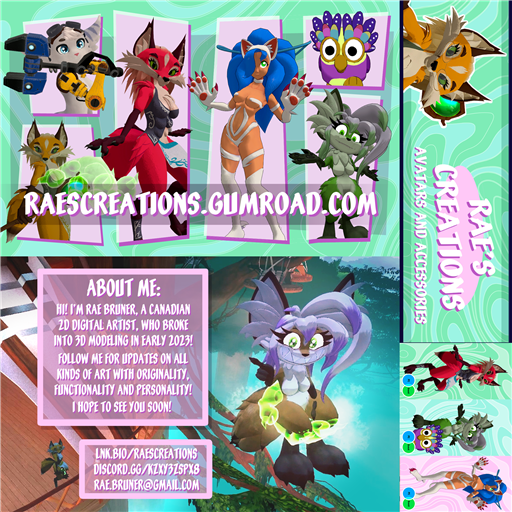 RAESCREATIONS.GUMROAD.COM
RAE'S
CREATIONS
AVATARS AND ACCESSORIES
ABOUT ME:
HI! I'M RAE BRUNER, A CANADIAN
2D DIGITAL ARTIST, WHO BROKE
INTO 3D MODELING IN EARLY 2023!
FOLLOW ME FOR UPDATES ON ALL
KINDS OF ART WITH ORIGINALITY,
FUNCTIONALITY AND PERSONALITY!
I HOPE TO SEE YOU SOON!
LNK.BIO/RAESCREATIONS
DISCORD.GG/KZXY3ZSPX8
RAE.BRUNER@GMAIL.COM